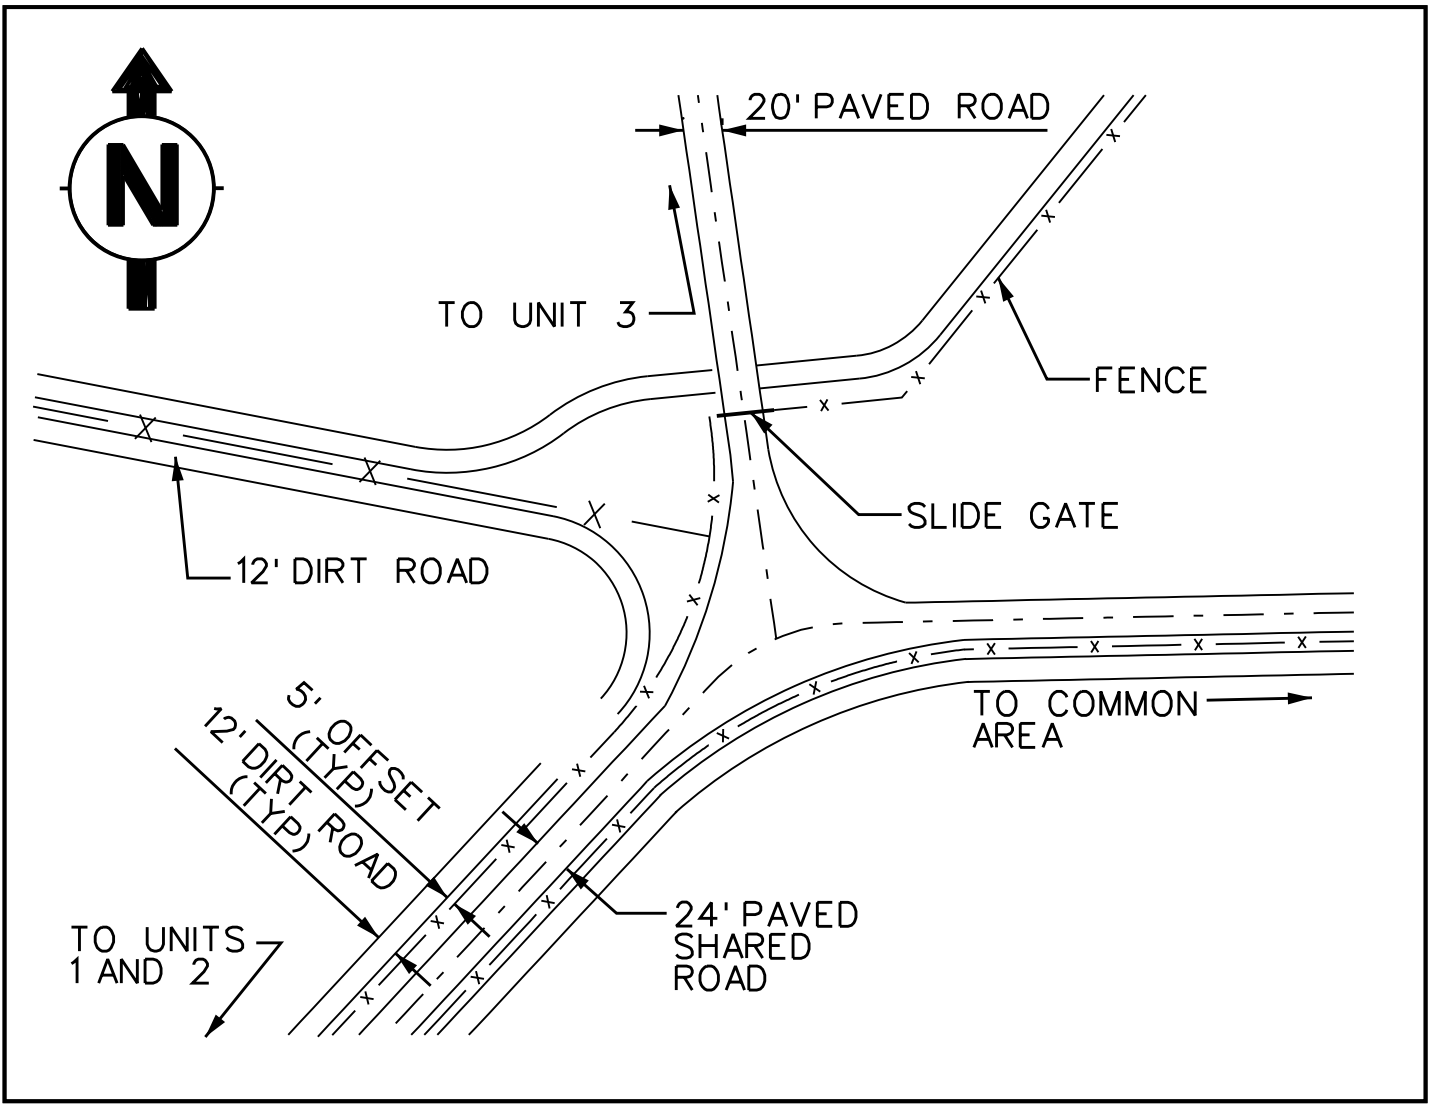 N
20' PAVED ROAD
TO UNIT 3
FENCE
SLIDE GATE
12' DIRT ROAD
5' OFFSET
(TYP)
12' DIRT ROAD
(TYP)
TO COMMON
AREA
24' PAVED
SHARED
ROAD
TO UNITS
1 AND 2